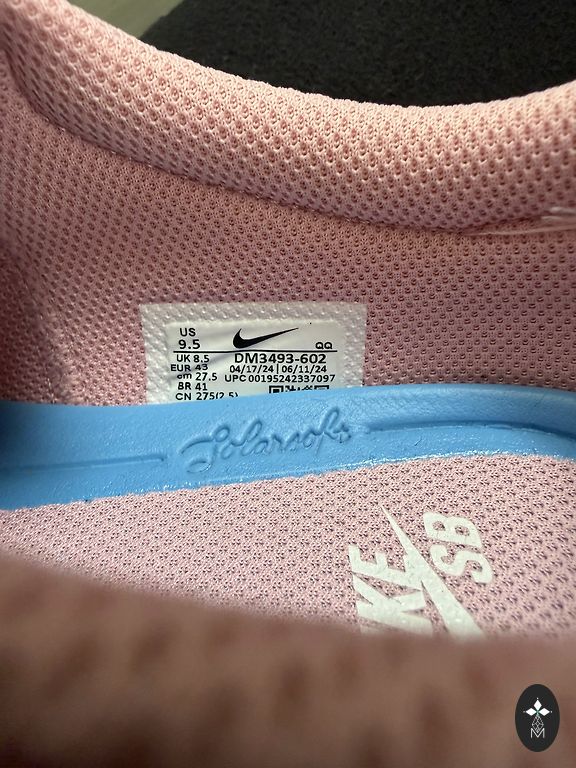 US
9.5
QQ
UK 8.5
DM3493-602
EUR 43
04/17/24 | 06/11/24
cm 27.5
UPC 00195242337097
BR 41
CN 275(2.5)
Solarsoft
NIKE
SB
M